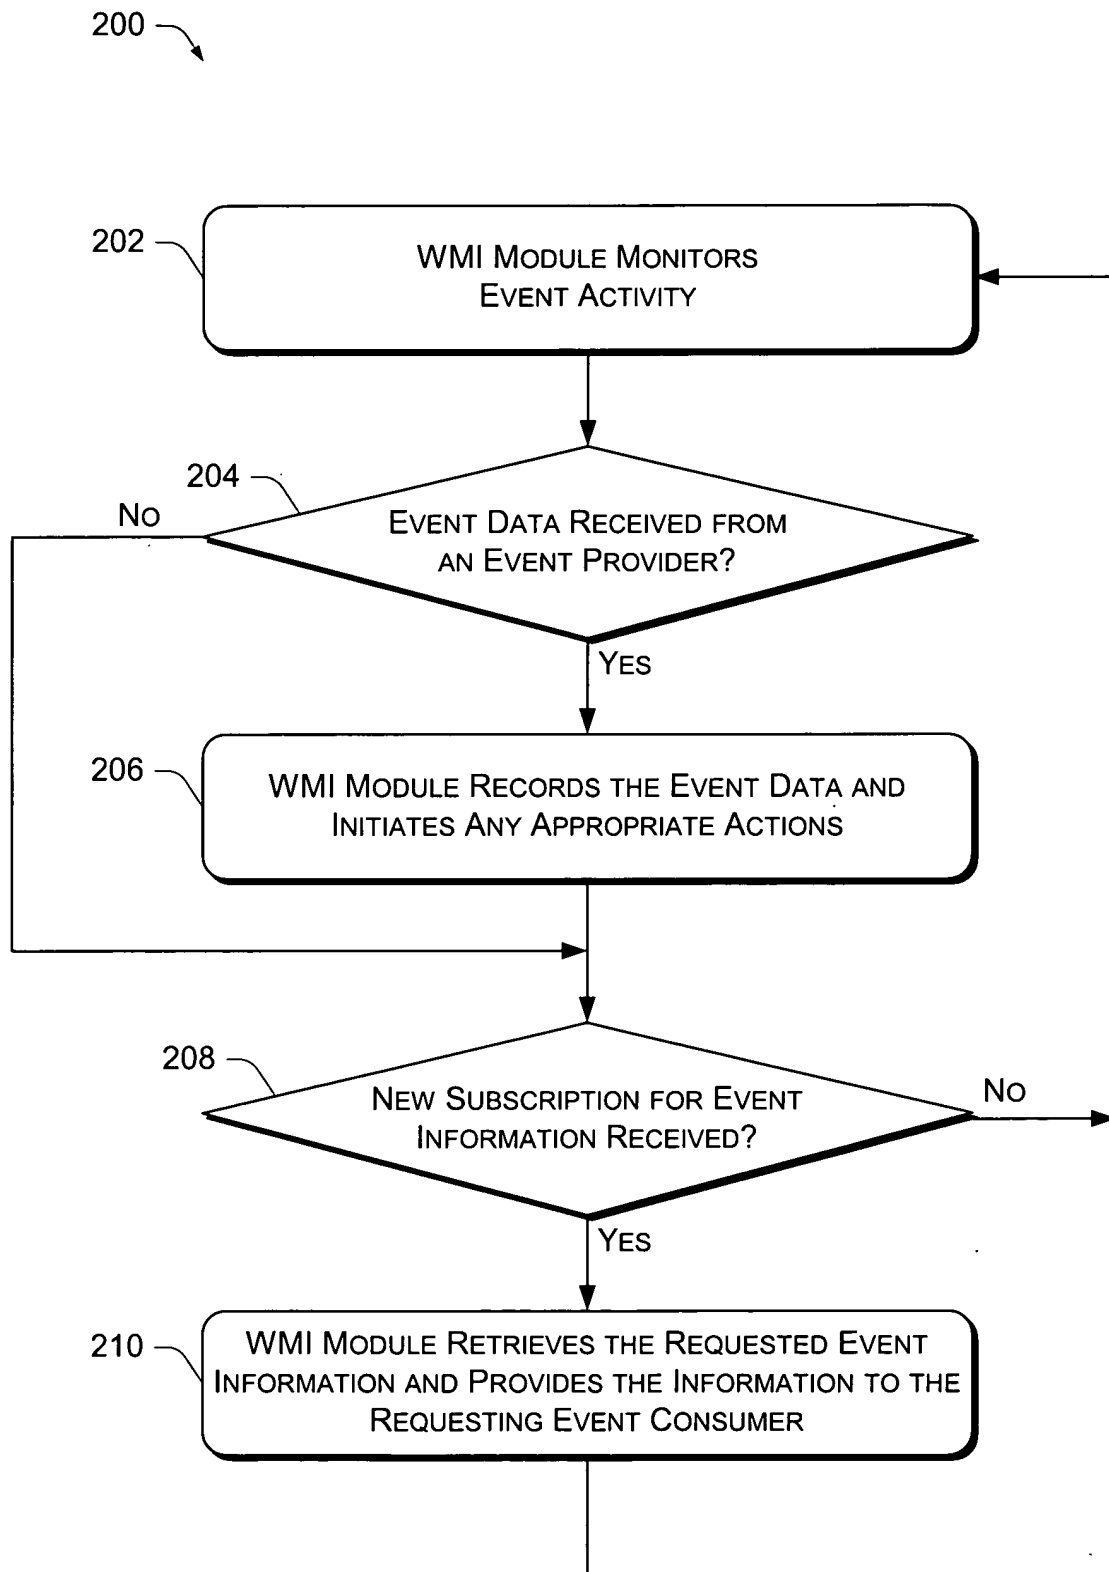 200
202
WMI MODULE MONITORS
EVENT ACTIVITY
204
NO
EVENT DATA RECEIVED FROM
AN EVENT PROVIDER?
YES
206
WMI MODULE RECORDS THE EVENT DATA AND
INITIATES ANY APPROPRIATE ACTIONS
208
NEW SUBSCRIPTION FOR EVENT
INFORMATION RECEIVED?
NO
YES
210
WMI MODULE RETRIEVES THE REQUESTED EVENT
INFORMATION AND PROVIDES THE INFORMATION TO THE
REQUESTING EVENT CONSUMER